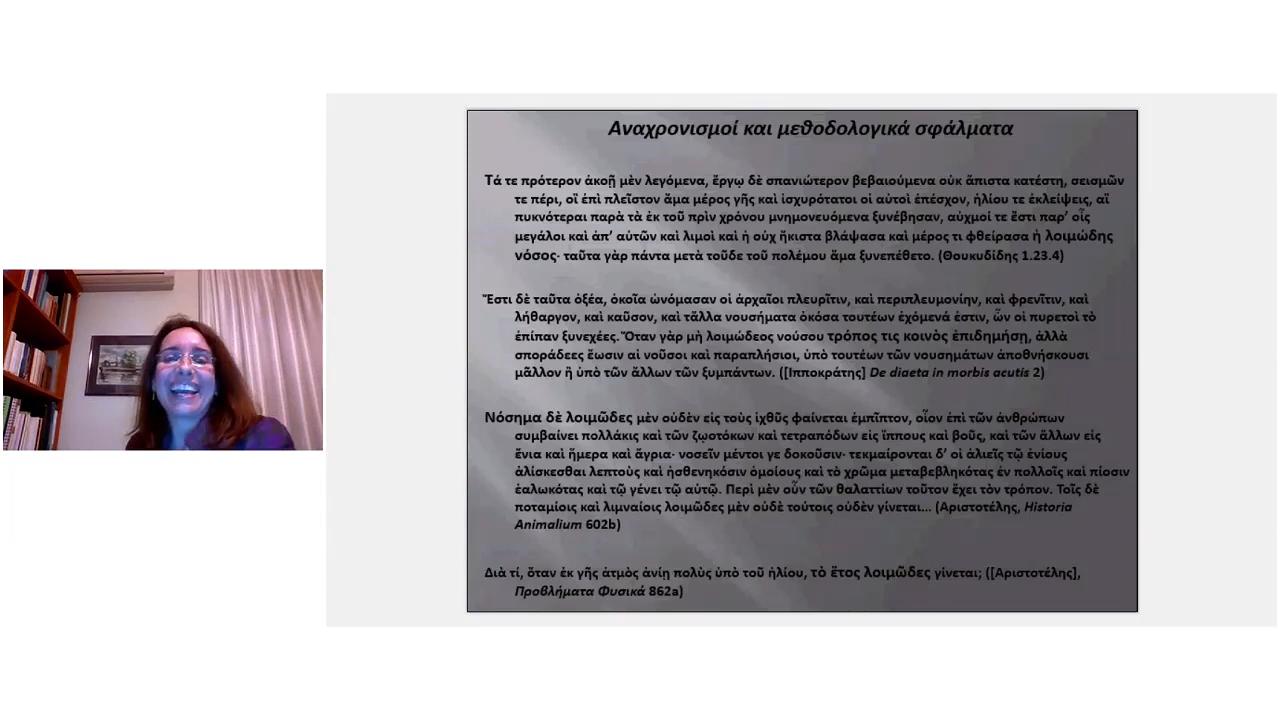 Αναχρονισμοί και μεθοδολογικά σφάλματα
Τά τε πρότερον ἀκοῇ μὲν λεγόμενα, ἔργῳ δὲ σπανιώτερον βεβαιούμενα οὐκ ἄπιστα κατέστη, σεισμῶν
τε πέρι, οἳ ἐπὶ πλεῖστον ἅμα μέρος γῆς καὶ ἰσχυρότατοι οἱ αὐτοὶ ἐπέσχον, ἡλίου τε ἐκλείψεις, αἳ
πυκνότεραι παρὰ τὰ ἐκ τοῦ πρὶν χρόνου μνημονευόμενα ξυνέβησαν, αὐχμοί τε ἔστι παρ’ οἷς
μεγάλοι καὶ ἀπ’ αὐτῶν καὶ λιμοὶ καὶ ἡ οὐχ ἥκιστα βλάψασα καὶ μέρος τι φθείρασα ἡ λοιμώδης
νόσος· ταῦτα γὰρ πάντα μετὰ τοῦδε τοῦ πολέμου ἅμα ξυνεπέθετο. (Θουκυδίδης 1.23.4)
Ἔστι δὲ ταῦτα ὀξέα, ὁκοῖα ὠνόμασαν οἱ ἀρχαῖοι πλευρῖτιν, καὶ περιπλευμονίην, καὶ φρενῖτιν, καὶ
λήθαργον, καὶ καῦσον, καὶ τἄλλα νουσήματα ὁκόσα τουτέων ἐχόμενά ἐστιν, ὧν οἱ πυρετοὶ τὸ
ἐπίπαν ξυνεχέες. Ὅταν γὰρ μὴ λοιμώδεος νούσου τρόπος τις κοινὸς ἐπιδημήσῃ, ἀλλὰ
σποράδεες ἔωσιν αἱ νοῦσοι καὶ παραπλήσιοι, ὑπὸ τουτέων τῶν νουσημάτων ἀποθνήσκουσι
μᾶλλον ἢ ὑπὸ τῶν ἄλλων τῶν ξυμπάντων. ([Ιπποκράτης] De diaeta in morbis acutis 2)
Νόσημα δὲ λοιμῶδες μὲν οὐδὲν εἰς τοὺς ἰχθῦς φαίνεται ἐμπῖπτον, οἷον ἐπὶ τῶν ἀνθρώπων
συμβαίνει πολλάκις καὶ τῶν ζῳοτόκων καὶ τετραπόδων εἰς ἵππους καὶ βοῦς, καὶ τῶν ἄλλων εἰς
ἔνια καὶ ἥμερα καὶ ἄγρια· νοσεῖν μέντοι γε δοκοῦσιν· τεκμαίρονται δ’ οἱ ἁλιεῖς τῷ ἐνίους
ἁλίσκεσθαι λεπτοὺς καὶ ἠσθενηκόσιν ὁμοίους καὶ τὸ χρῶμα μεταβεβληκότας ἐν πολλοῖς καὶ πίοσιν
ἑαλωκότας καὶ τῷ γένει τῷ αὐτῷ. Περὶ μὲν οὖν τῶν θαλαττίων τοῦτον ἔχει τὸν τρόπον. Τοῖς δὲ
ποταμίοις καὶ λιμναίοις λοιμῶδες μὲν οὐδὲ τούτοις οὐδὲν γίνεται... (Αριστοτέλης, Historia
Animalium 602b)
Διὰ τί, ὅταν ἐκ γῆς ἀτμὸς ἀνίῃ πολὺς ὑπὸ τοῦ ἡλίου, τὸ ἔτος λοιμῶδες γίνεται; ([Αριστοτέλης],
Προβλήματα Φυσικά 862a)